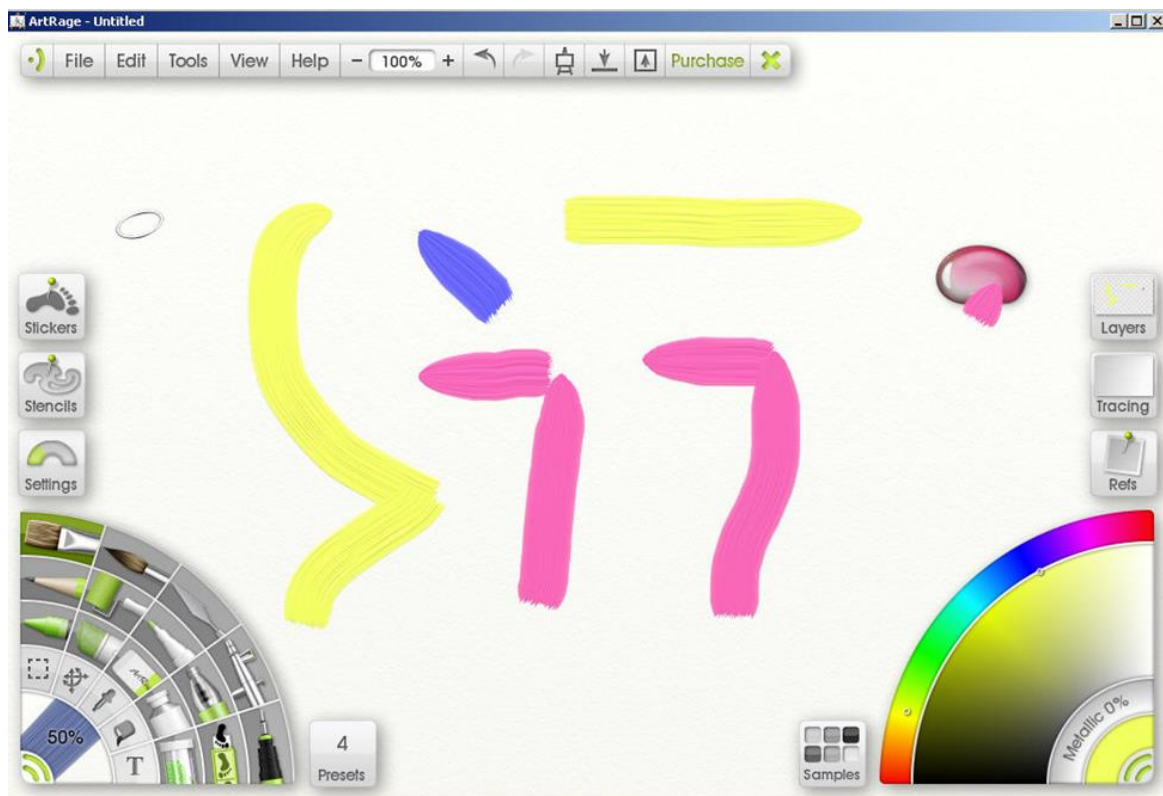 ArtRage - Untitled
File Edit Tools View Help - 100% + Purchase
Stickers
Layers
Stencils
Tracing
Settings
Refs
50%
T
4
Presets
Samples
Metallic 0%